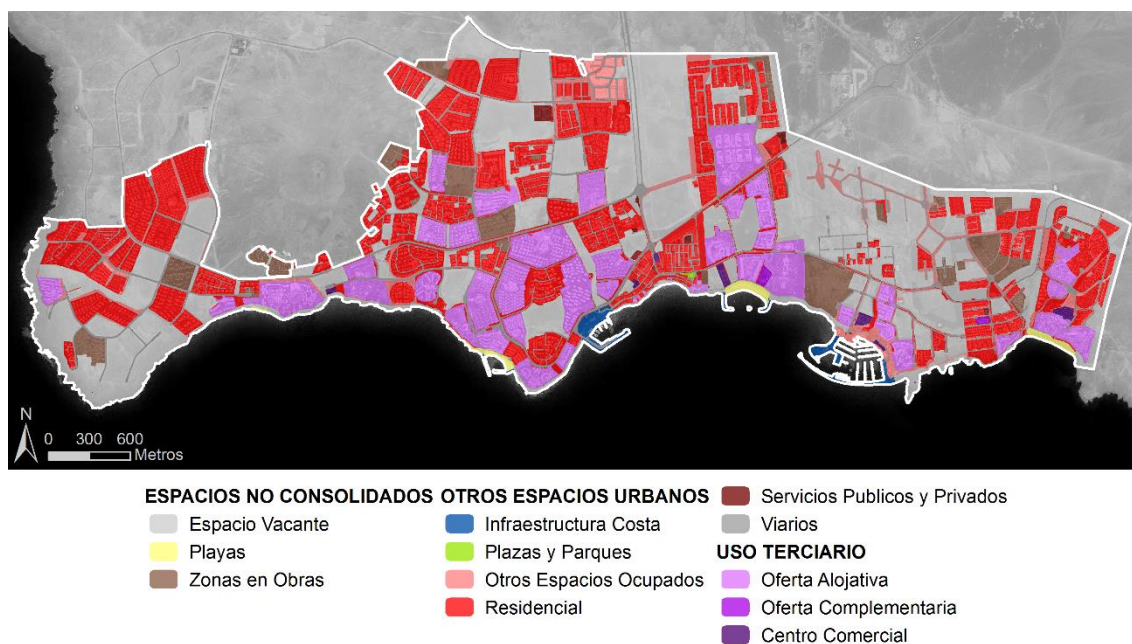 N
0 300 600
Metros
ESPACIOS NO CONSOLIDADOS
Espacio Vacante
Playas
Zonas en Obras
OTROS ESPACIOS URBANOS
Infraestructura Costa
Plazas y Parques
Otros Espacios Ocupados
Residencial
Servicios Publicos y Privados
Viarios
USO TERCIARIO
Oferta Alojativa
Oferta Complementaria
Centro Comercial